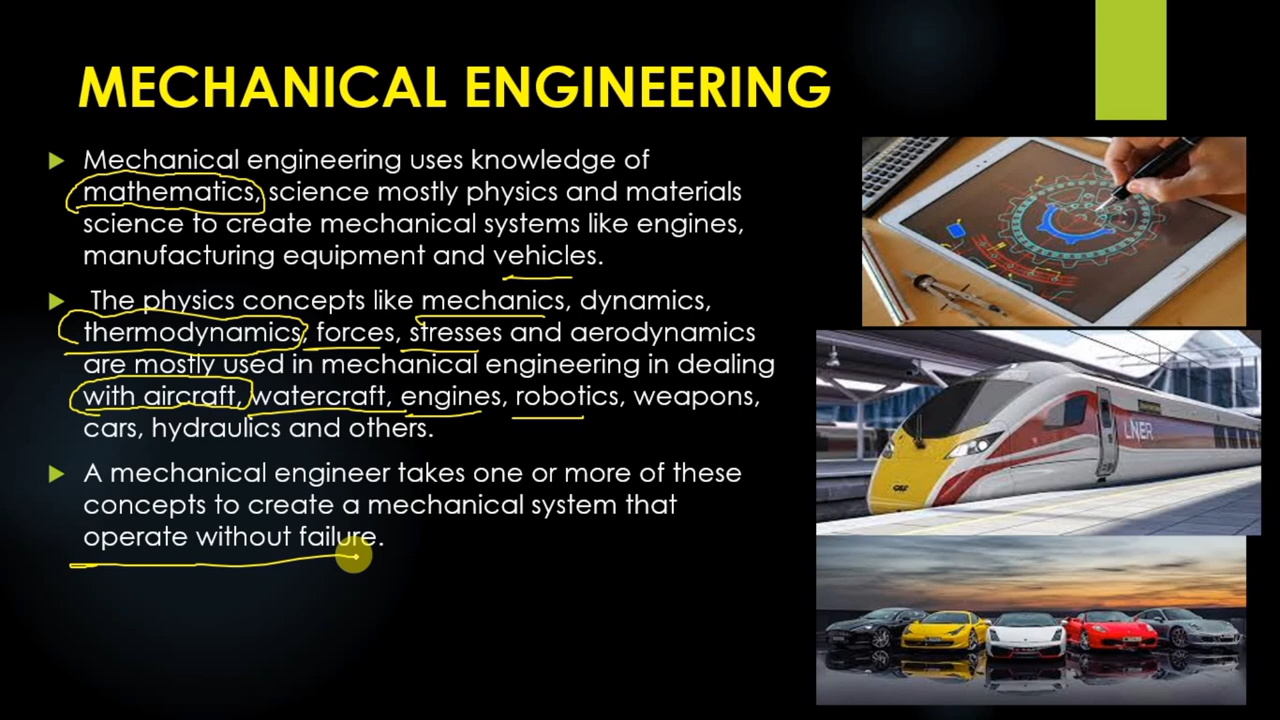 MECHANICAL ENGINEERING
Mechanical engineering uses knowledge of
mathematics, science mostly physics and materials
science to create mechanical systems like engines,
manufacturing equipment and vehicles.
The physics concepts like mechanics, dynamics,
thermodynamics, forces, stresses and aerodynamics
are mostly used in mechanical engineering in dealing
with aircraft, watercraft, engines, robotics, weapons,
cars, hydraulics and others.
A mechanical engineer takes one or more of these
concepts to create a mechanical system that
operate without failure.
LNER